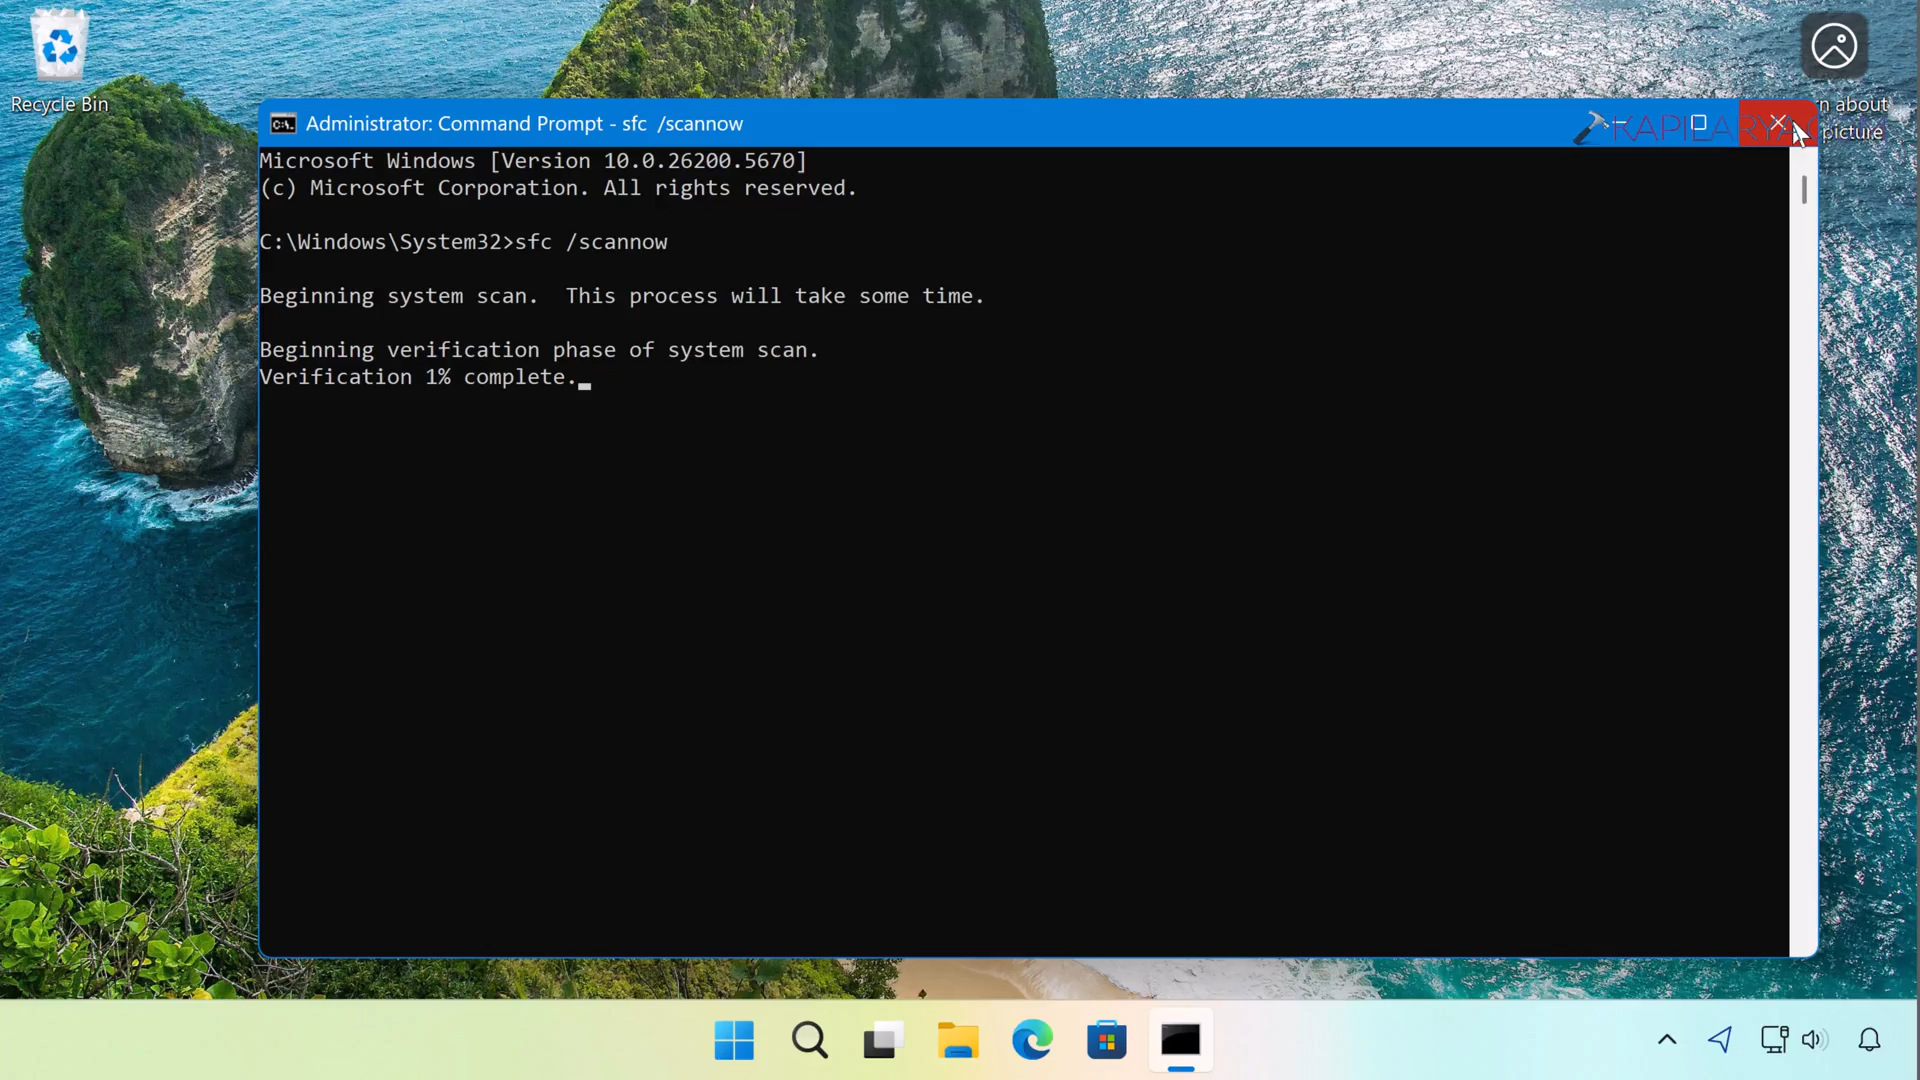 Recycle Bin
n about
picture
Administrator: Command Prompt - sfc  /scannow
KAPILARYA
Microsoft Windows [Version 10.0.26200.5670]
(c) Microsoft Corporation. All rights reserved.
C:\Windows\System32>sfc /scannow
Beginning system scan.  This process will take some time.
Beginning verification phase of system scan.
Verification 1% complete.